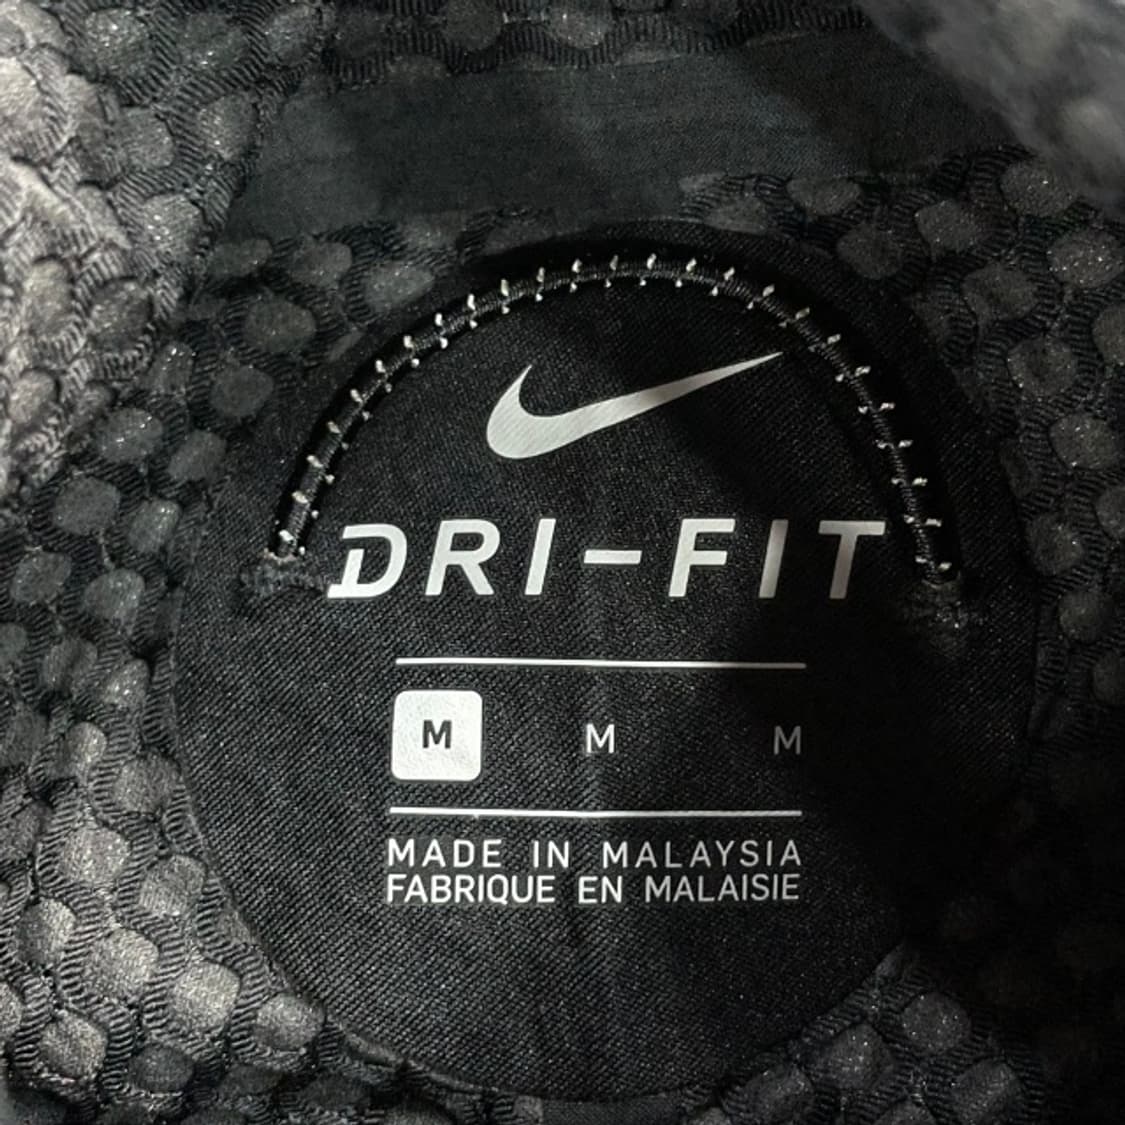 DRI-FIT
M M M
MADE IN MALAYSIA
FABRIQUE EN MALAISIE